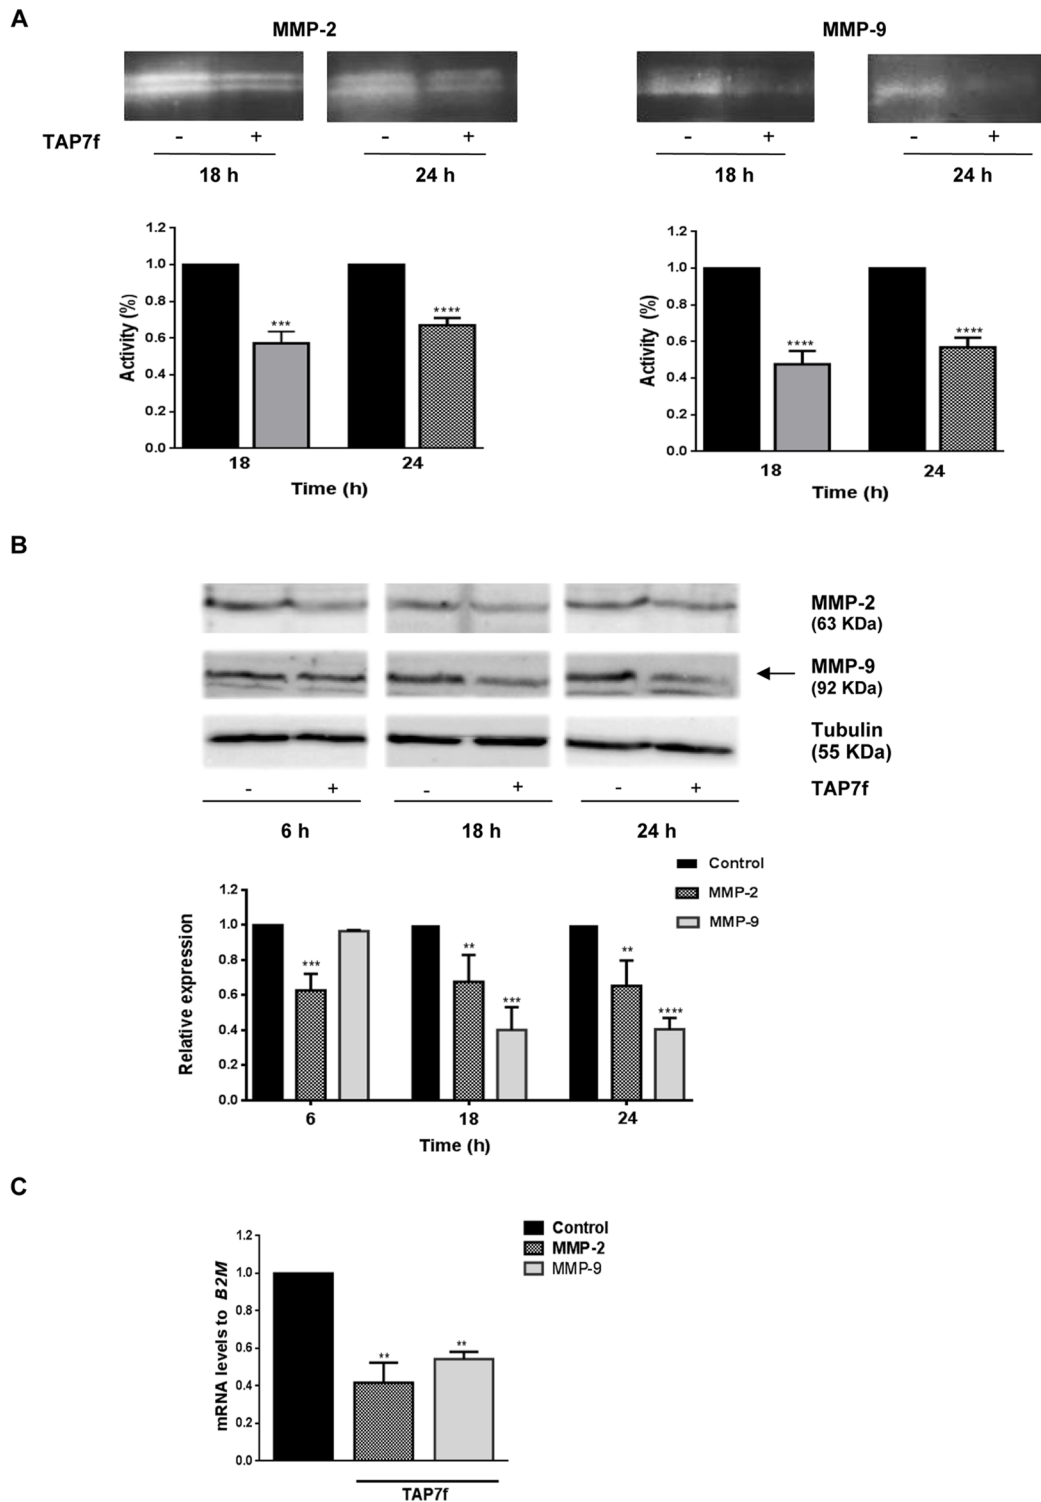 A
MMP-2 MMP-9
TAP7f - + - + - + - +
18 h 24 h 18 h 24 h
1.2
1.0
0.8
0.6
0.4
0.2
0.0
Activity (%)
*** ****
18 24
Time (h)
1.2
1.0
0.8
0.6
0.4
0.2
0.0
Activity (%)
**** ****
18 24
Time (h)
B
MMP-2
(63 KDa)
MMP-9
(92 KDa)
Tubulin
(55 KDa)
- + - + - + TAP7f
6 h 18 h 24 h
Control
MMP-2
MMP-9
1.2
1.0
0.8
0.6
0.4
0.2
0.0
Relative expression
*** ** *** ** ****
6 18 24
Time (h)
C
Control
MMP-2
MMP-9
1.2
1.0
0.8
0.6
0.4
0.2
0.0
mRNA levels to B2M
** **
TAP7f